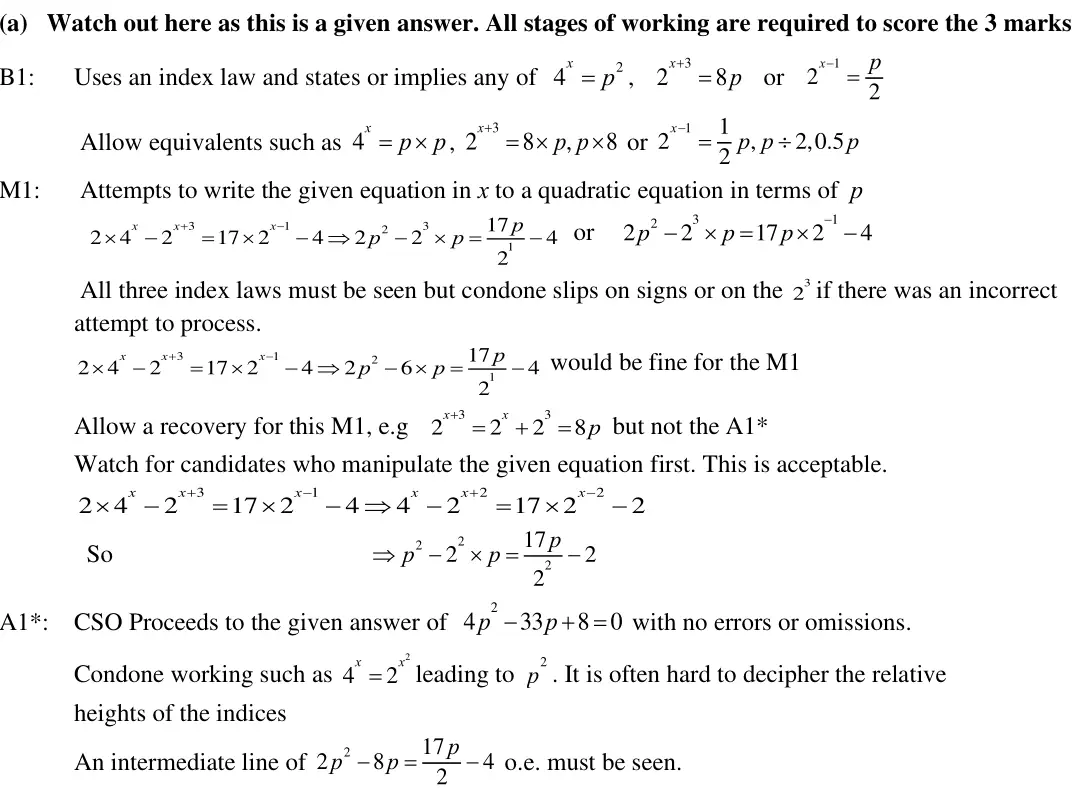 (a) Watch out here as this is a given answer. All stages of working are required to score the 3 marks
B1: Uses an index law and states or implies any of 4^x = p^2, 2^(x+3) = 8p or 2^(x−1) = p/2
Allow equivalents such as 4^x = p × p, 2^(x+3) = 8 × p, p × 8 or 2^(x−1) = 1/2 p, p ÷ 2, 0.5p
M1: Attempts to write the given equation in x to a quadratic equation in terms of p
2×4^x − 2^(x+3) = 17×2^(x−1) − 4 ⇒ 2p^2 − 2^3 × p = 17p/2^1 − 4 or 2p^2 − 2^3 × p = 17p × 2^(−1) − 4
All three index laws must be seen but condone slips on signs or on the 2^3 if there was an incorrect
attempt to process.
2×4^x − 2^(x+3) = 17×2^(x−1) − 4 ⇒ 2p^2 − 6 × p = 17p/2^1 − 4 would be fine for the M1
Allow a recovery for this M1, e.g 2^(x+3) = 2^x + 2^3 = 8p but not the A1*
Watch for candidates who manipulate the given equation first. This is acceptable.
2×4^x − 2^(x+3) = 17×2^(x−1) − 4 ⇒ 4^x − 2^(x+2) = 17×2^(x−2) − 2
So ⇒ p^2 − 2^2 × p = 17p/2^2 − 2
A1*: CSO Proceeds to the given answer of 4p^2 − 33p + 8 = 0 with no errors or omissions.
Condone working such as 4^x = 2^(x^2) leading to p^2. It is often hard to decipher the relative
heights of the indices
An intermediate line of 2p^2 − 8p = 17p/2 − 4 o.e. must be seen.